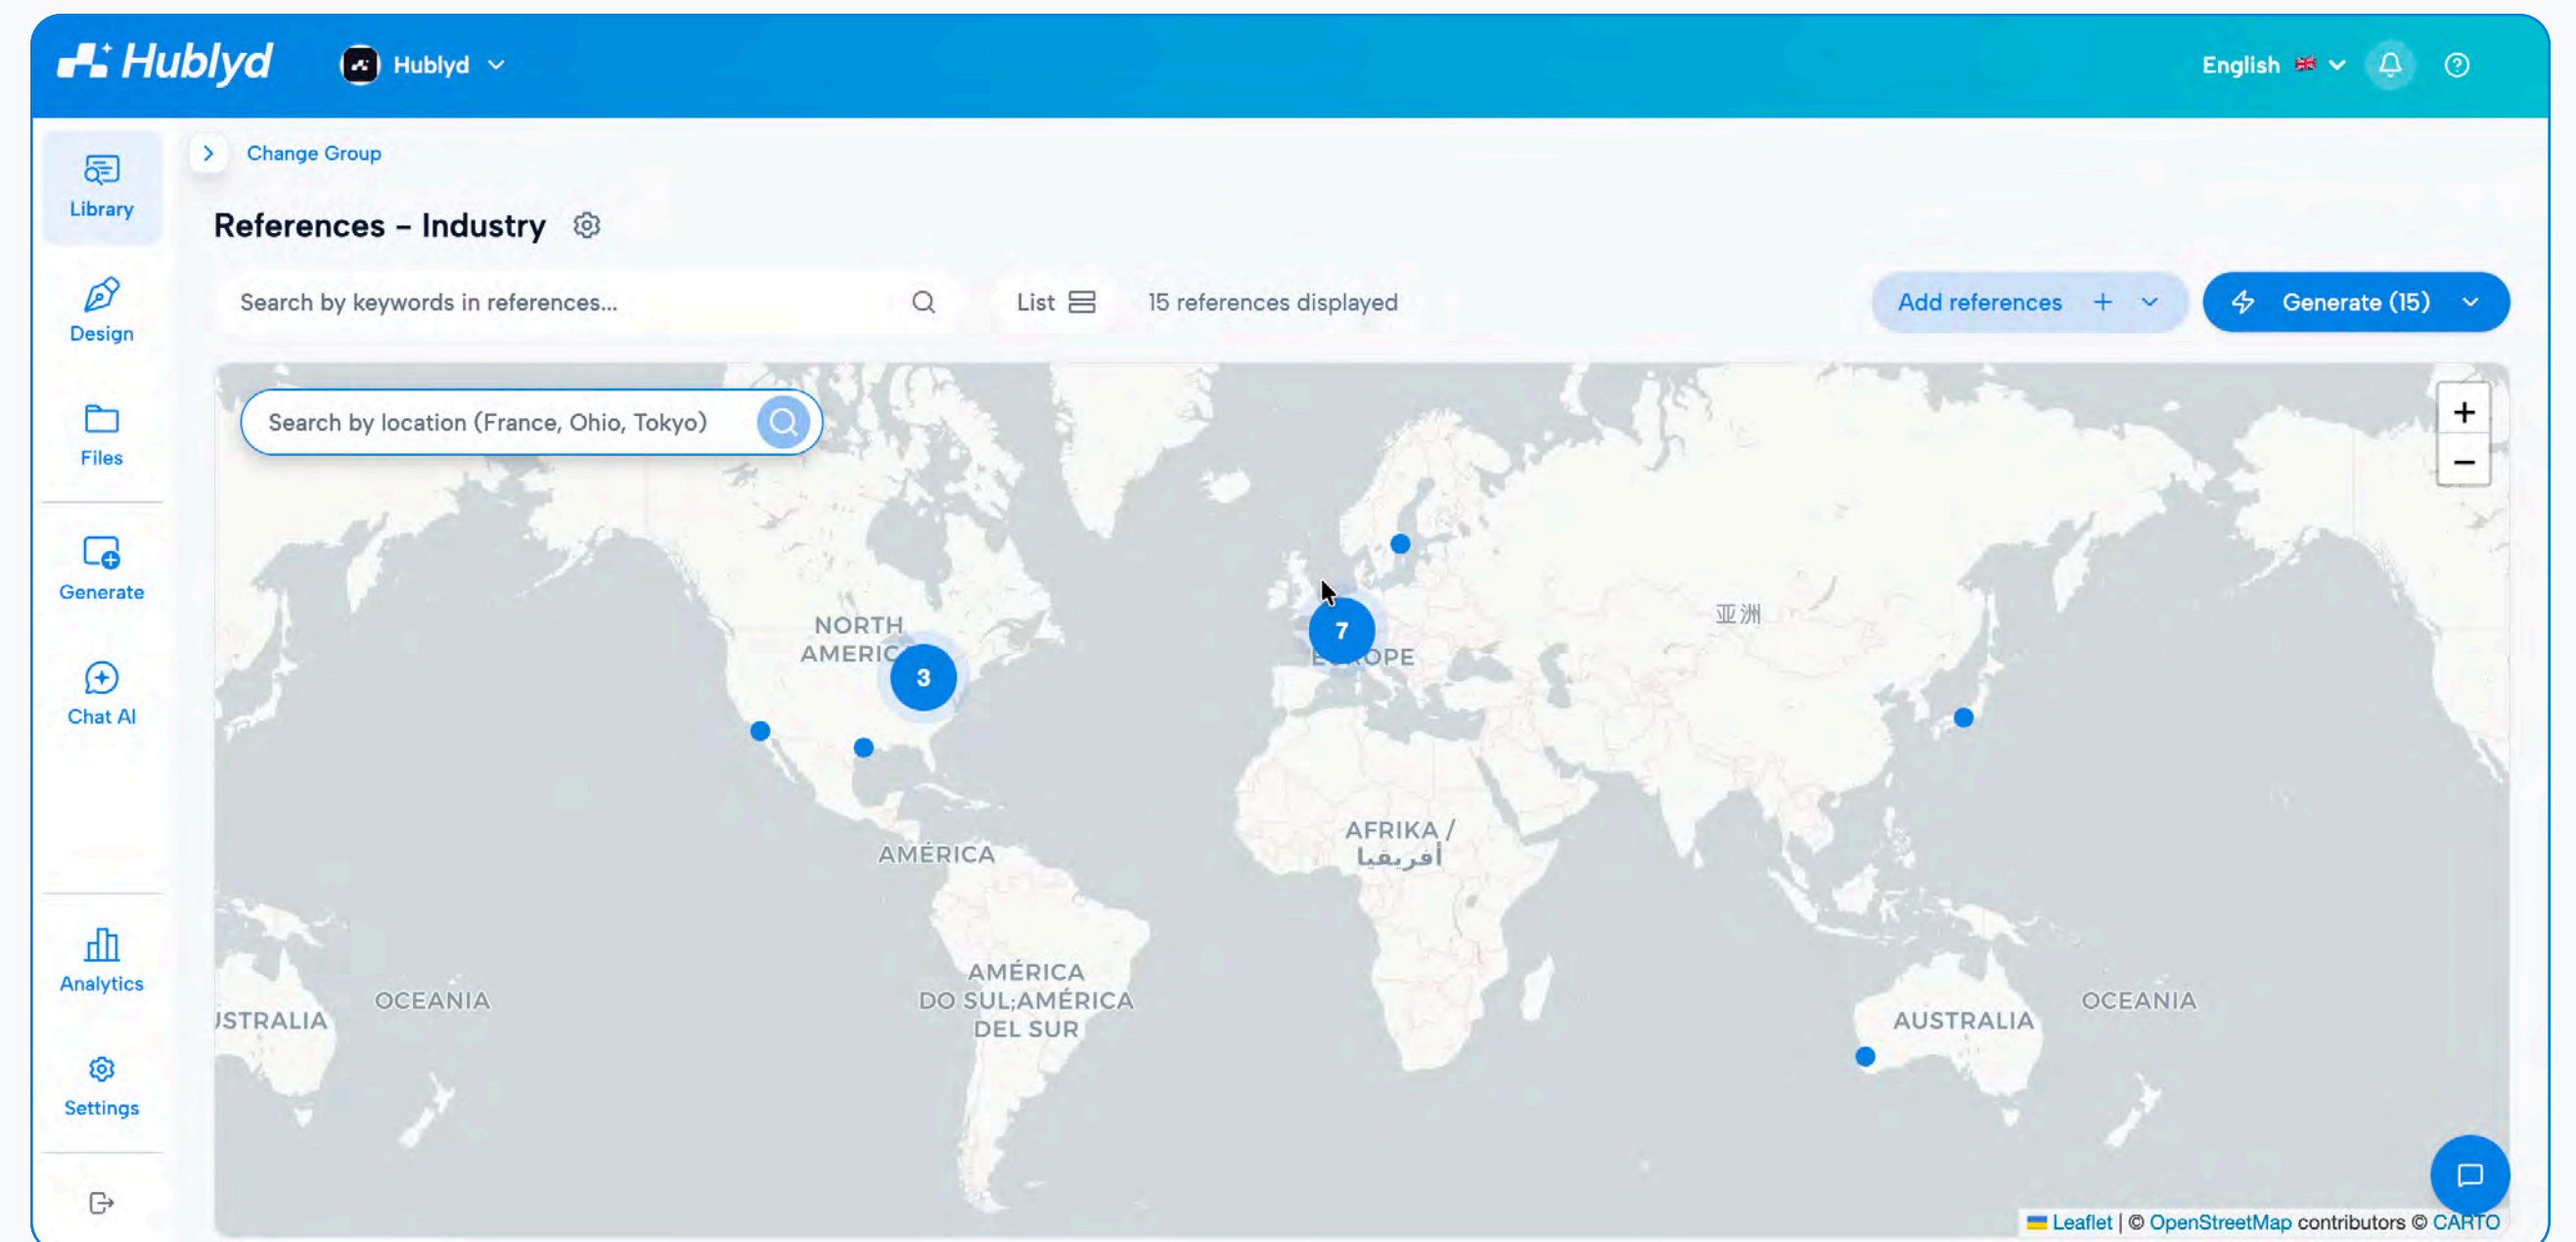 Hublyd
Hublyd
English
Change Group
Library
References – Industry
Search by keywords in references...
List
15 references displayed
Add references +
Generate (15)
Design
Search by location (France, Ohio, Tokyo)
+
−
Files
Generate
NORTH
AMERIC
3
7
E  OPE
亚洲
Chat AI
AFRIKA /
أفريقيا
AMÉRICA
AMÉRICA
DO SUL;AMÉRICA
DEL SUR
Analytics
OCEANIA
OCEANIA
USTRALIA
AUSTRALIA
Settings
Leaflet | © OpenStreetMap contributors © CARTO